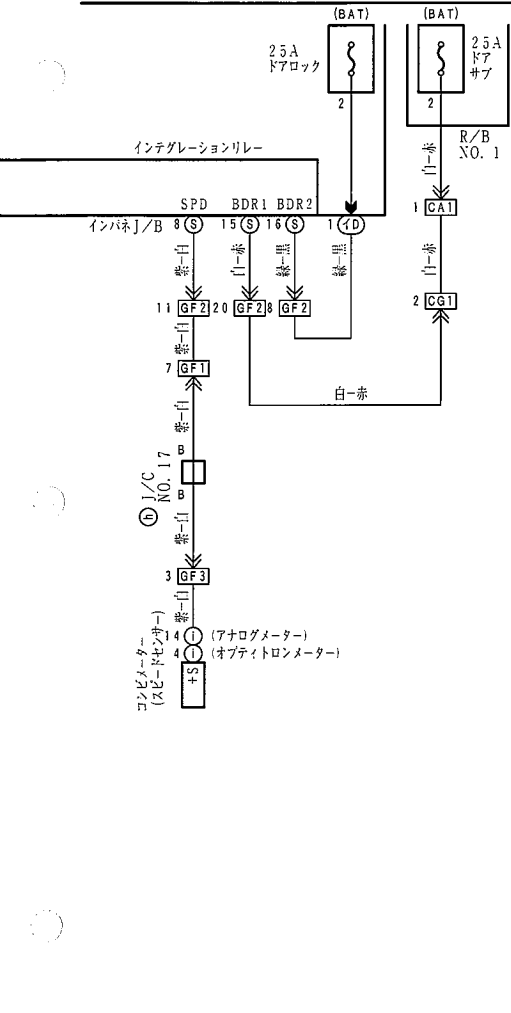 (BAT)
(BAT)
25A
ドアロック
25A
ドア
サブ
2
2
R/B
NO. 1
インテグレーションリレー
白-赤
SPD
BDR1
BDR2
1
CA1
インパネJ/B
8
S
15
S
16
S
1
イD
紫-白
白-赤
緑-黒
緑-黒
白-赤
11
GF2
20
GF2
8
GF2
2
CG1
紫-白
7
GF1
白-赤
紫-白
B
J/C
NO. 17
B
h
紫-白
3
GF3
紫-白
14
i
(アナログメーター)
4
i
(オプティトロンメーター)
コンビメーター
(スピードセンサー)
+S